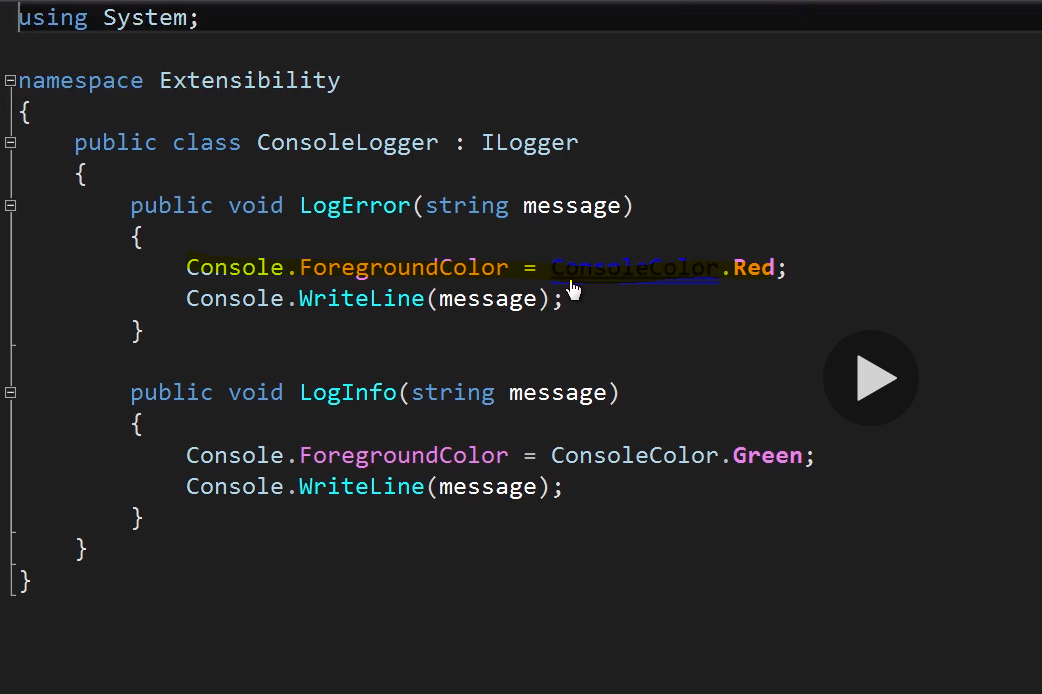 using System;
namespace Extensibility
{
public class ConsoleLogger : ILogger
{
public void LogError(string message)
{
Console.ForegroundColor = ConsoleColor.Red;
Console.WriteLine(message);
}
public void LogInfo(string message)
{
Console.ForegroundColor = ConsoleColor.Green;
Console.WriteLine(message);
}
}
}